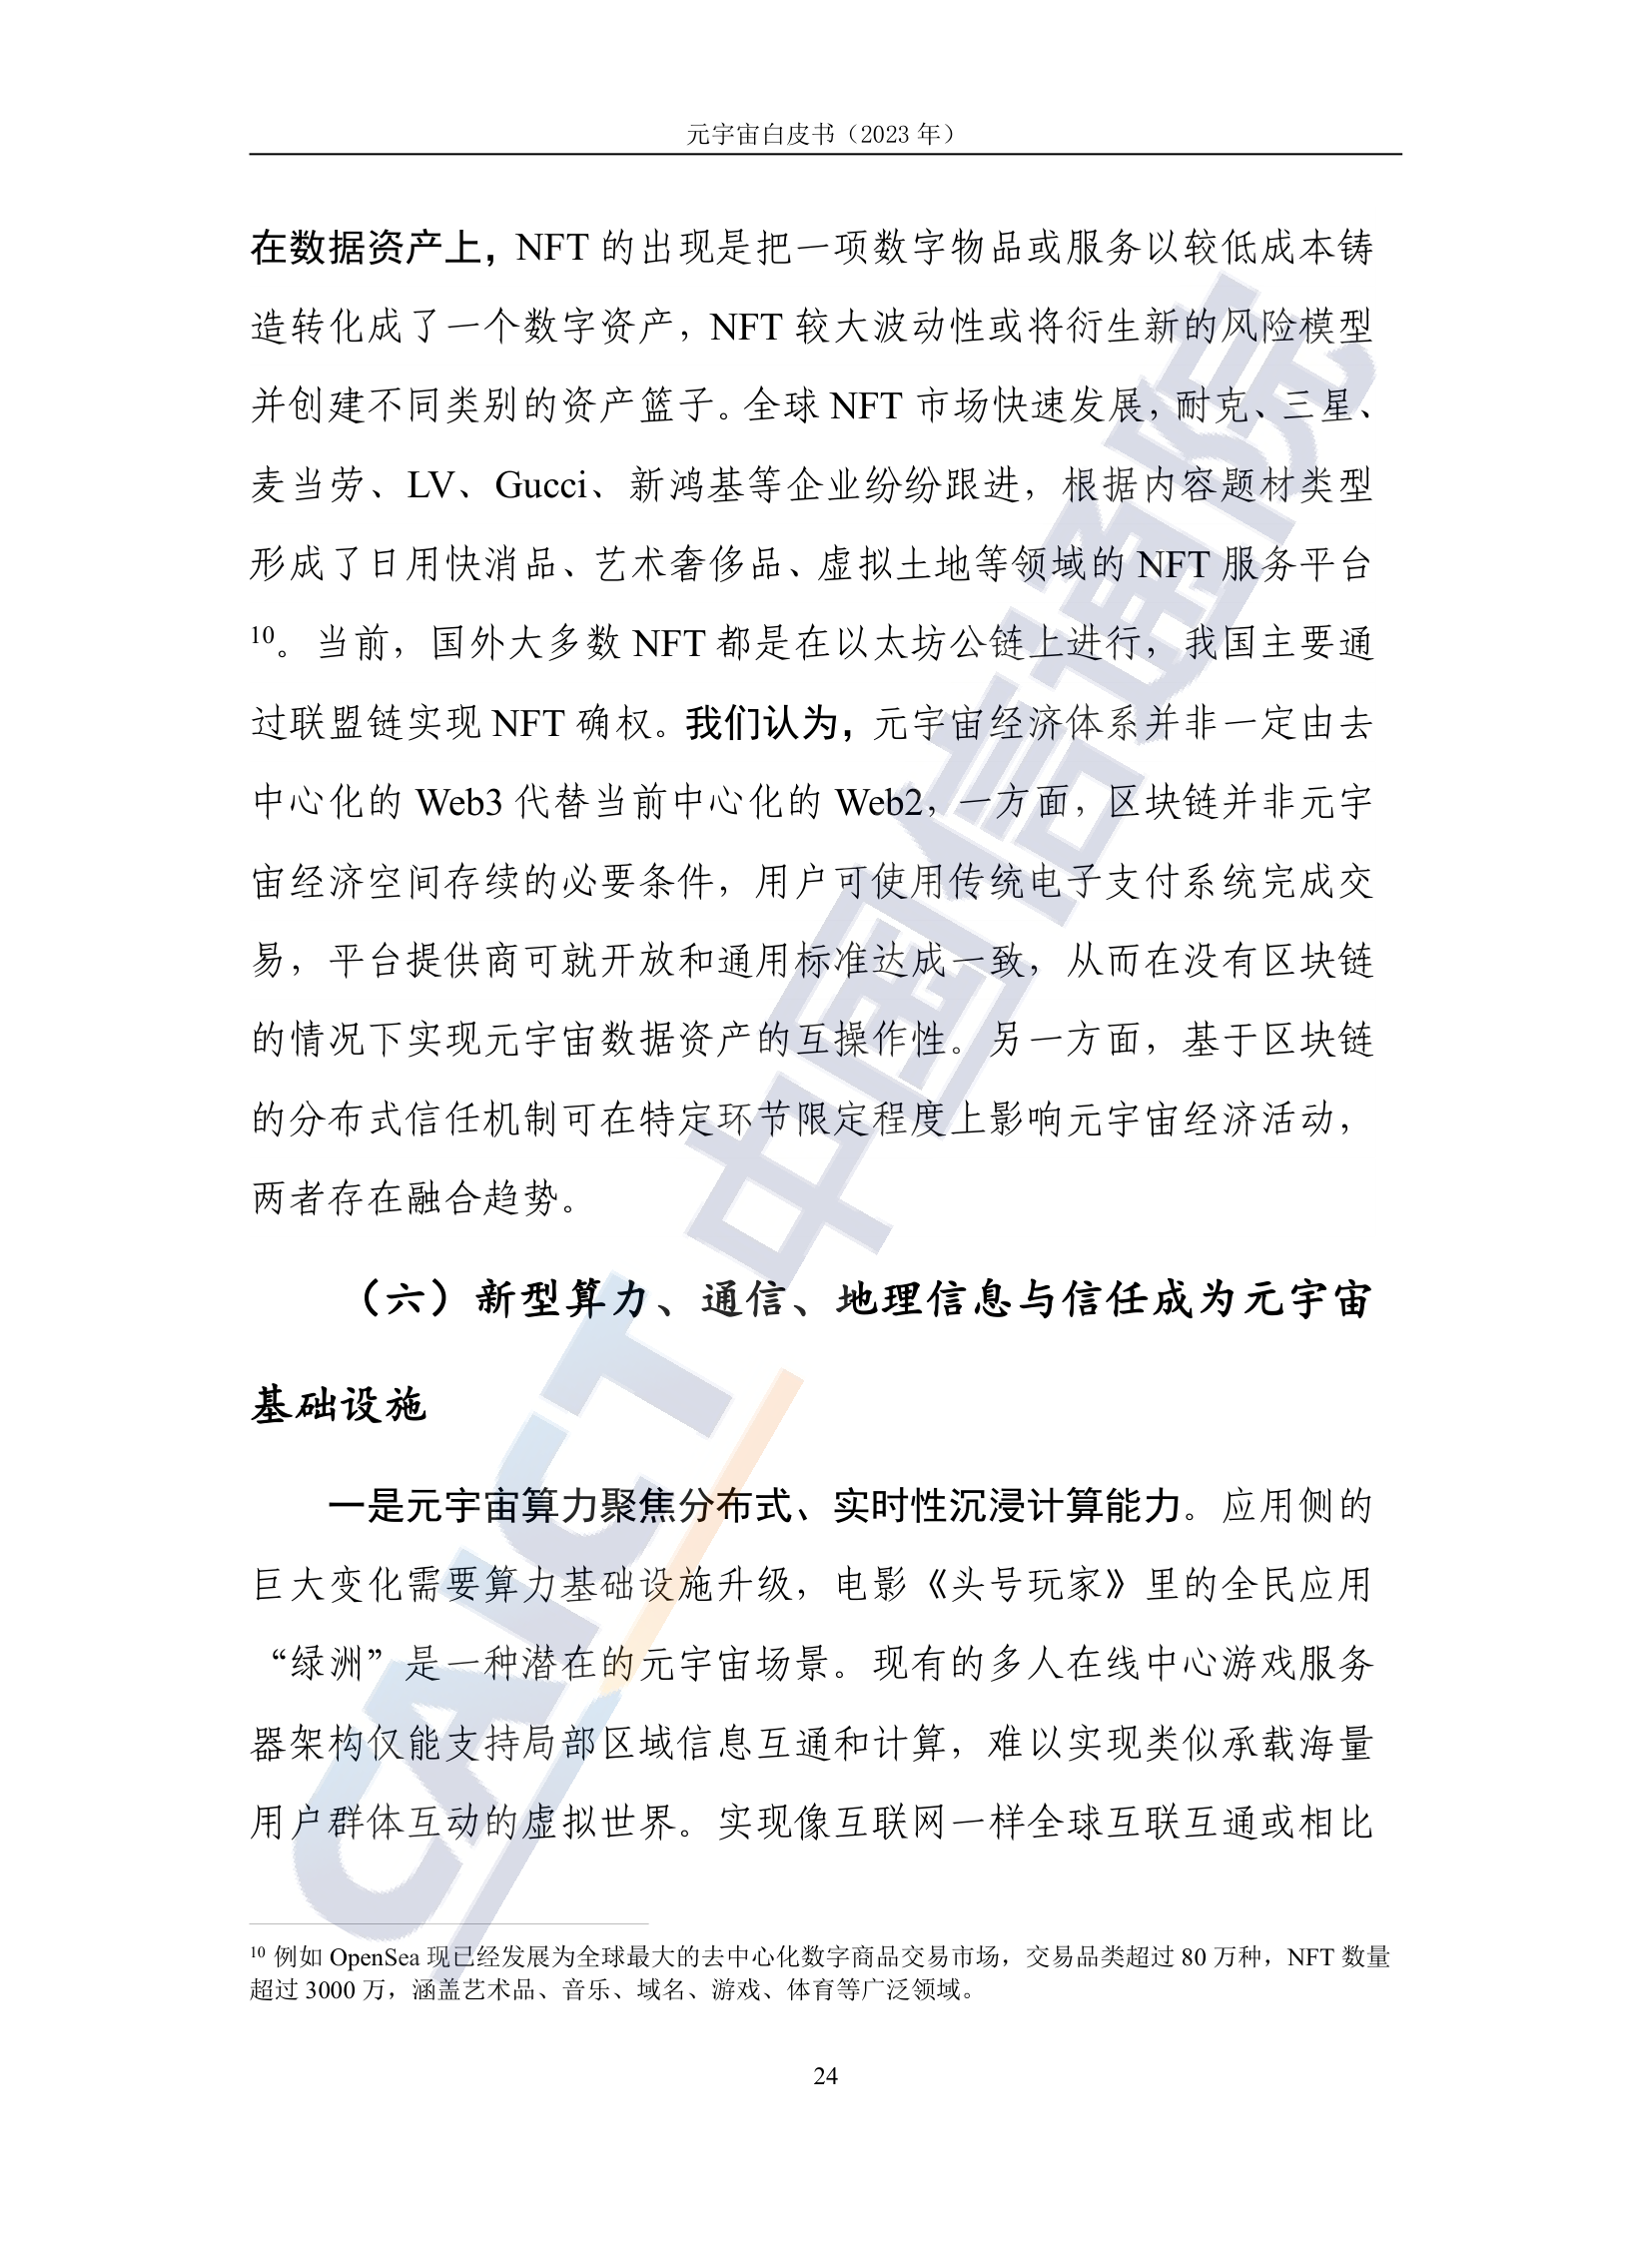 元宇宙白皮书（2023 年）
在数据资产上，NFT 的出现是把一项数字物品或服务以较低成本铸
造转化成了一个数字资产，NFT 较大波动性或将衍生新的风险模型
并创建不同类别的资产篮子。全球 NFT 市场快速发展，耐克、三星、
麦当劳、LV、Gucci、新鸿基等企业纷纷跟进，根据内容题材类型
形成了日用快消品、艺术奢侈品、虚拟土地等领域的 NFT 服务平台
10。当前，国外大多数 NFT 都是在以太坊公链上进行，我国主要通
过联盟链实现 NFT 确权。我们认为，元宇宙经济体系并非一定由去
中心化的 Web3 代替当前中心化的 Web2，一方面，区块链并非元宇
宙经济空间存续的必要条件，用户可使用传统电子支付系统完成交
易，平台提供商可就开放和通用标准达成一致，从而在没有区块链
的情况下实现元宇宙数据资产的互操作性。另一方面，基于区块链
的分布式信任机制可在特定环节限定程度上影响元宇宙经济活动，
两者存在融合趋势。
（六）新型算力、通信、地理信息与信任成为元宇宙
基础设施
一是元宇宙算力聚焦分布式、实时性沉浸计算能力。应用侧的
巨大变化需要算力基础设施升级，电影《头号玩家》里的全民应用
“绿洲”是一种潜在的元宇宙场景。现有的多人在线中心游戏服务
器架构仅能支持局部区域信息互通和计算，难以实现类似承载海量
用户群体互动的虚拟世界。实现像互联网一样全球互联互通或相比
10 例如 OpenSea 现已经发展为全球最大的去中心化数字商品交易市场，交易品类超过 80 万种，NFT 数量
超过 3000 万，涵盖艺术品、音乐、域名、游戏、体育等广泛领域。
24
CAICT 中国信通院